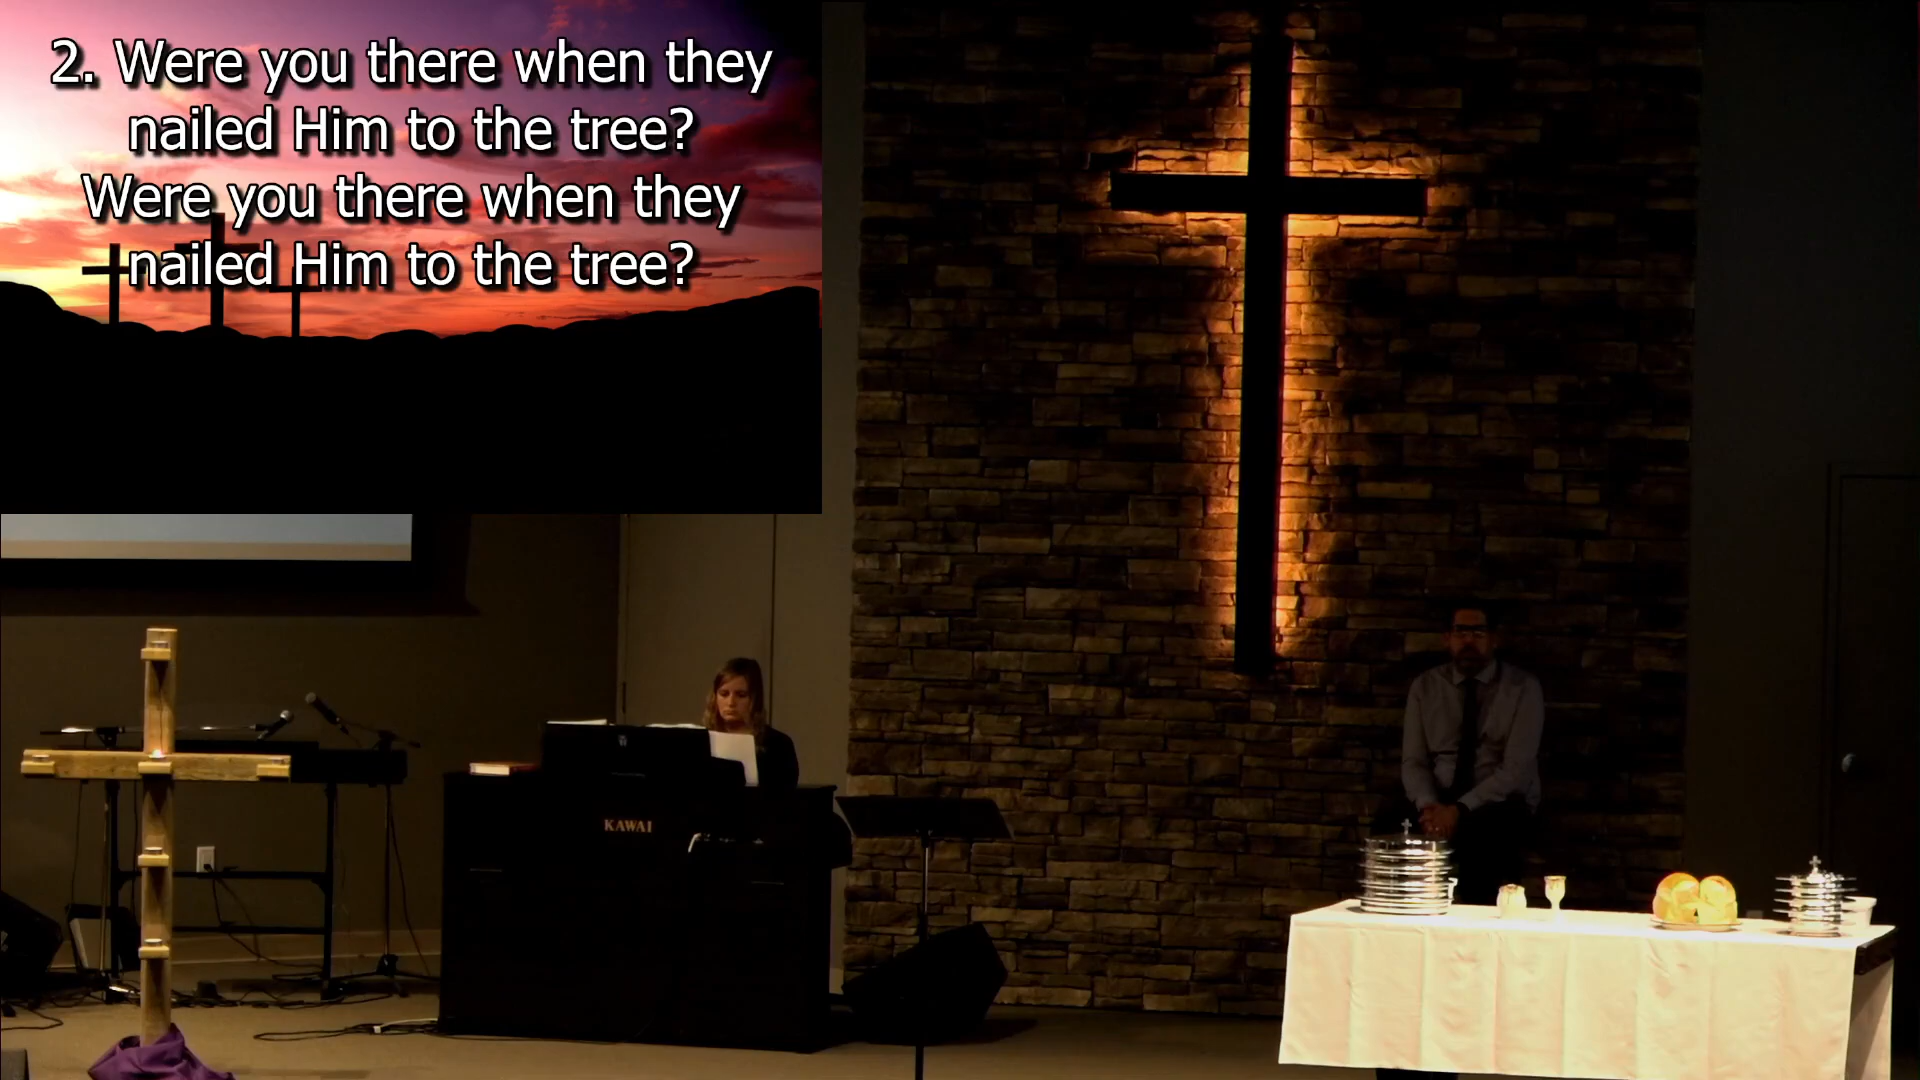 2. Were you there when they
nailed Him to the tree?
Were you there when they
nailed Him to the tree?
KAWAI